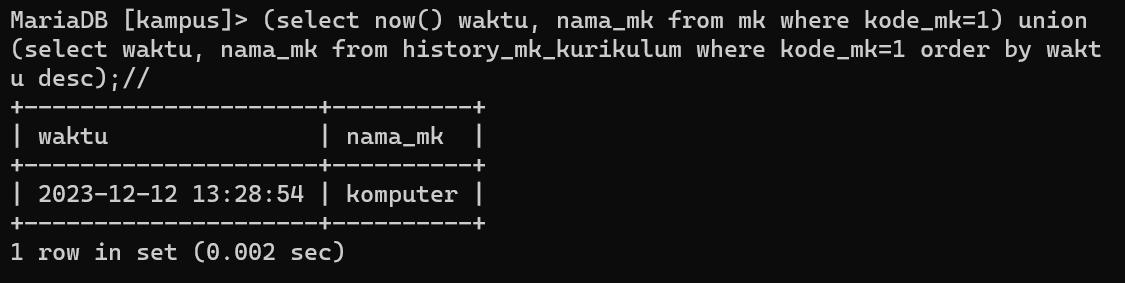 MariaDB [kampus]> (select now() waktu, nama_mk from mk where kode_mk=1) union
(select waktu, nama_mk from history_mk_kurikulum where kode_mk=1 order by wakt
u desc);//
+---------------------+----------+
| waktu               | nama_mk  |
+---------------------+----------+
| 2023-12-12 13:28:54 | komputer |
+---------------------+----------+
1 row in set (0.002 sec)